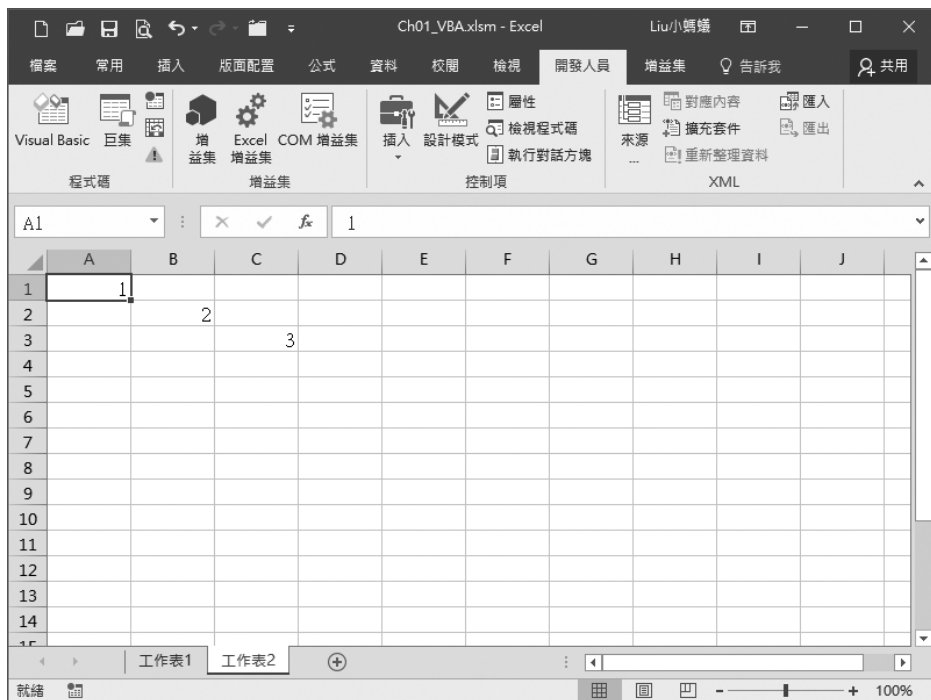 Ch01_VBA.xlsm - Excel
Liu小螞蟻
檔案 常用 插入 版面配置 公式 資料 校閱 檢視 開發人員 增益集 告訴我 共用
Visual Basic 巨集
程式碼
增益集 Excel 增益集 COM 增益集
增益集
插入 設計模式 屬性 檢視程式碼 執行對話方塊
控制項
來源... 對應內容 擴充套件 重新整理資料 匯入 匯出
XML
A1 fx 1
A B C D E F G H I J
1 1
2 2
3 3
4
5
6
7
8
9
10
11
12
13
14
15
工作表1 工作表2
就緒 100%